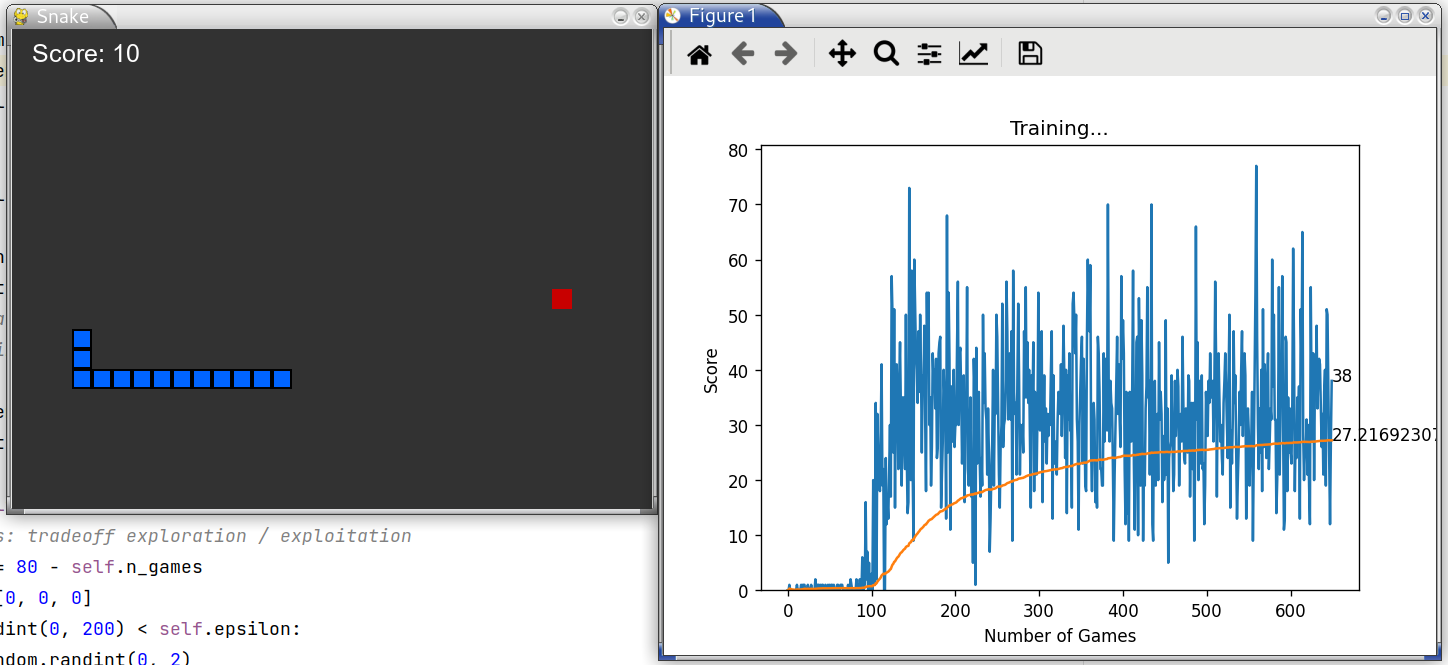 Snake
Score: 10
s: tradeoff exploration / exploitation
= 80 - self.n_games
[0, 0, 0]
dint(0, 200) < self.epsilon:
ndom.randint(0, 2)
Figure 1
Training...
80
70
60
50
40
30
20
10
0
Score
38
27.21692307
0 100 200 300 400 500 600
Number of Games